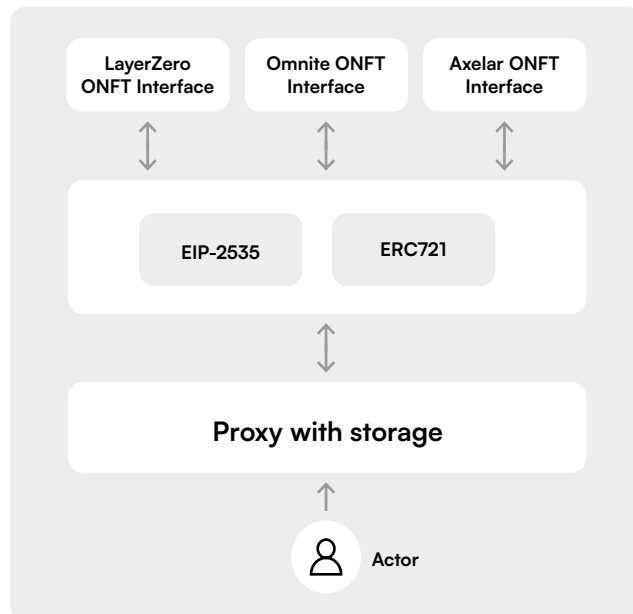 LayerZero
ONFT Interface
Omnite ONFT
Interface
Axelar ONFT
Interface
EIP-2535
ERC721
Proxy with storage
Actor